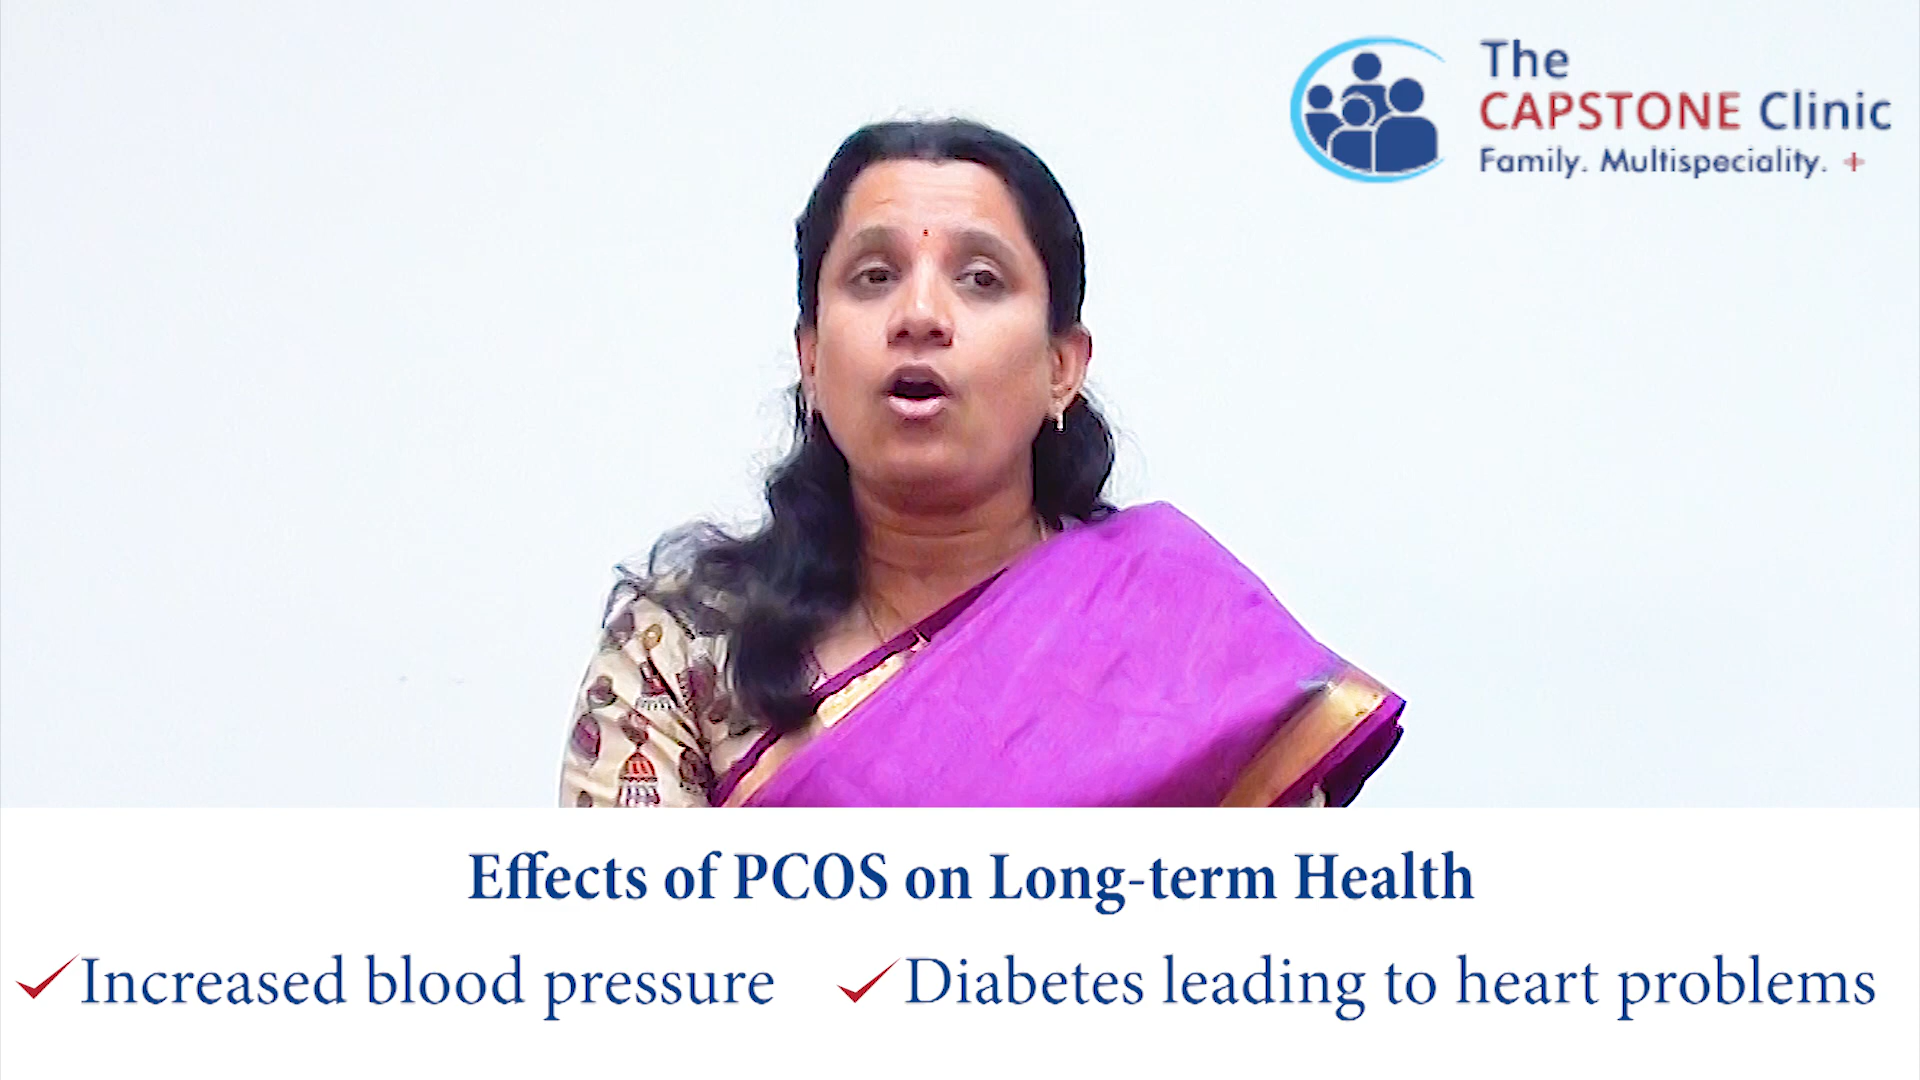 The
CAPSTONE Clinic
Family. Multispeciality. +
Effects of PCOS on Long-term Health
✓Increased blood pressure ✓Diabetes leading to heart problems